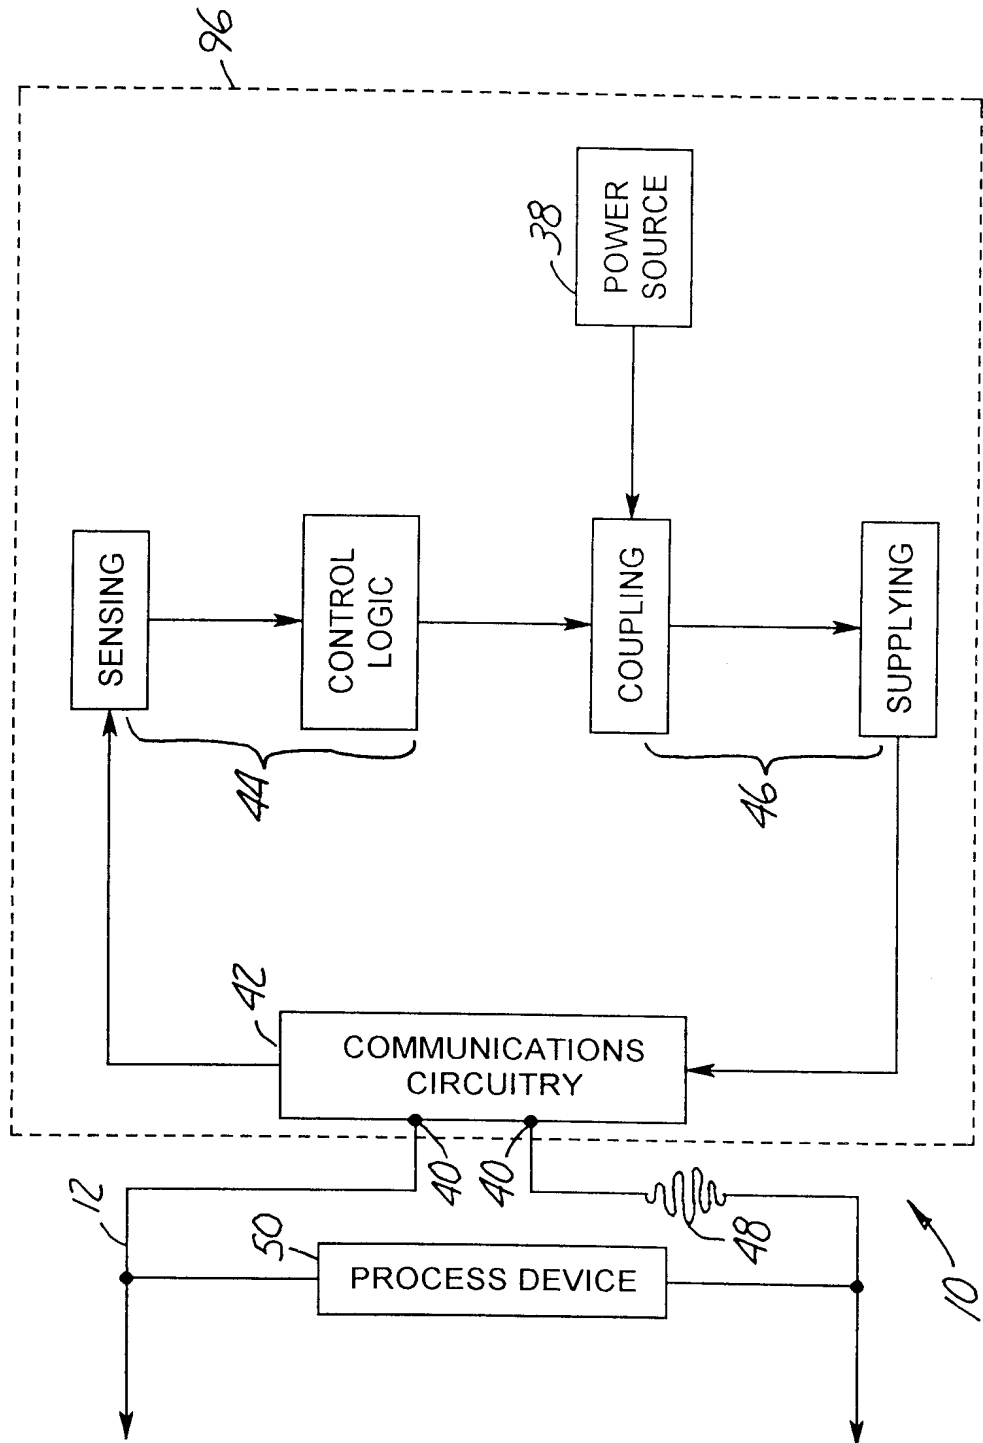 96
SENSING
CONTROL
LOGIC
44
38
POWER
SOURCE
COUPLING
SUPPLYING
46
42
COMMUNICATIONS
CIRCUITRY
40
40
12
50
PROCESS DEVICE
48
10